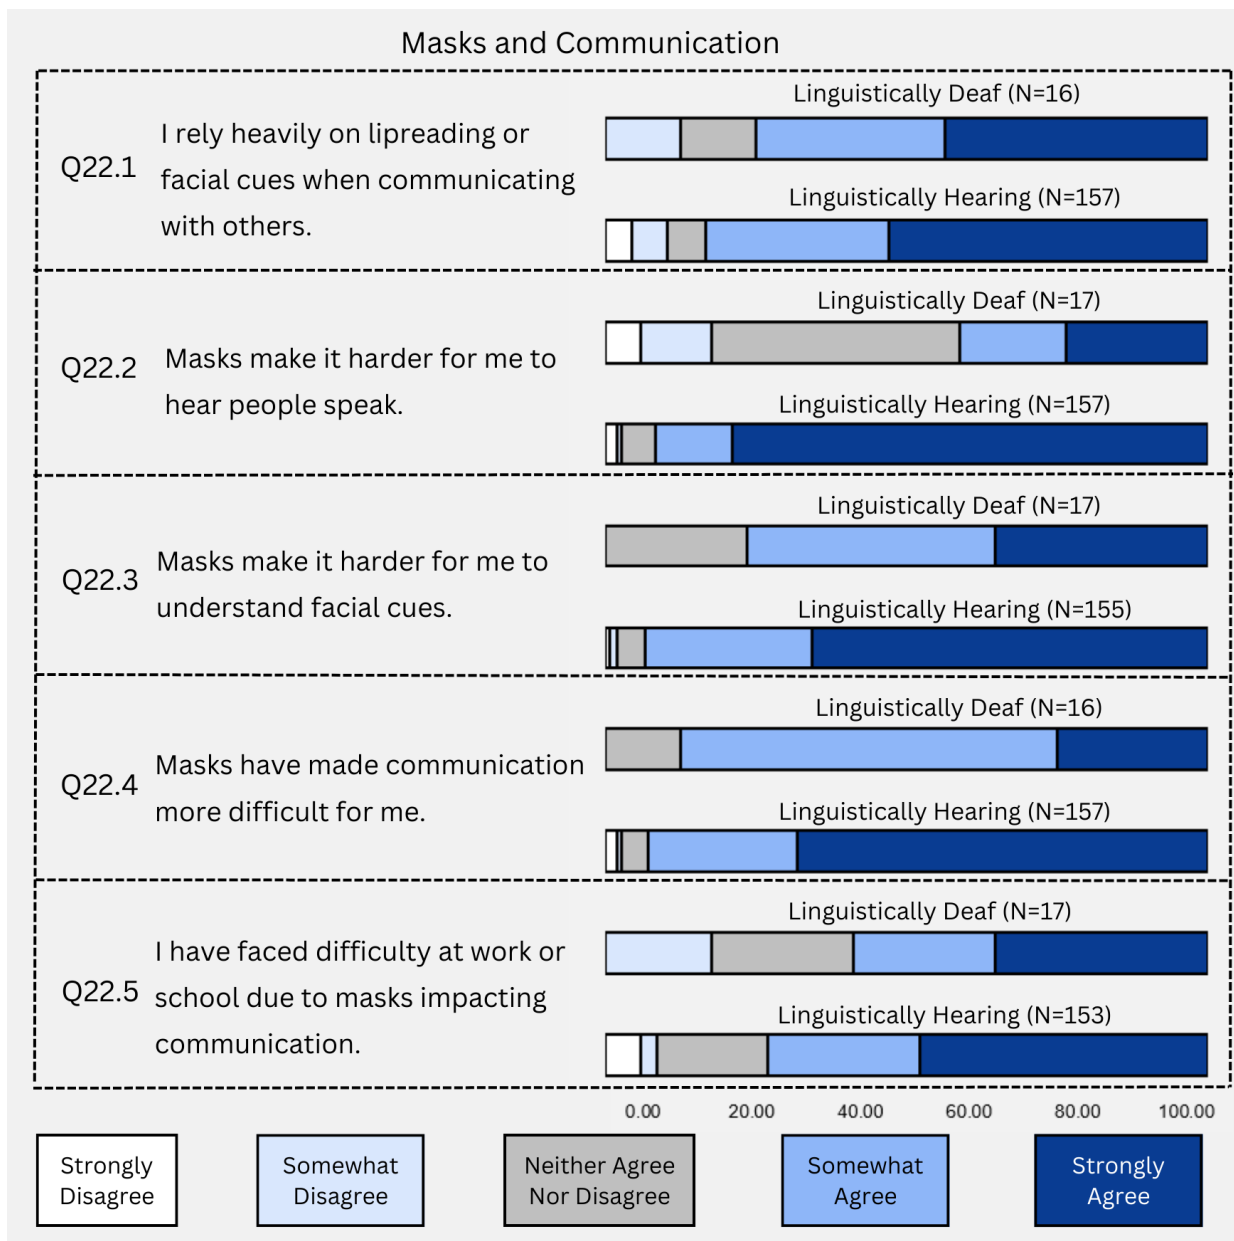 Masks and Communication
Linguistically Deaf (N=16)
Q22.1
I rely heavily on lipreading or
facial cues when communicating
with others.
Linguistically Hearing (N=157)
Linguistically Deaf (N=17)
Q22.2
Masks make it harder for me to
hear people speak.
Linguistically Hearing (N=157)
Linguistically Deaf (N=17)
Q22.3
Masks make it harder for me to
understand facial cues.
Linguistically Hearing (N=155)
Linguistically Deaf (N=16)
Q22.4
Masks have made communication
more difficult for me.
Linguistically Hearing (N=157)
Linguistically Deaf (N=17)
Q22.5
I have faced difficulty at work or
school due to masks impacting
communication.
Linguistically Hearing (N=153)
0.00 20.00 40.00 60.00 80.00 100.00
Strongly
Disagree
Somewhat
Disagree
Neither Agree
Nor Disagree
Somewhat
Agree
Strongly
Agree